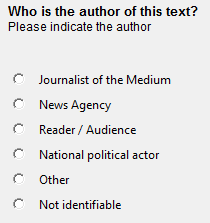 Who is the author of this text?
Please indicate the author
Journalist of the Medium
News Agency
Reader / Audience
National political actor
Other
Not identifiable